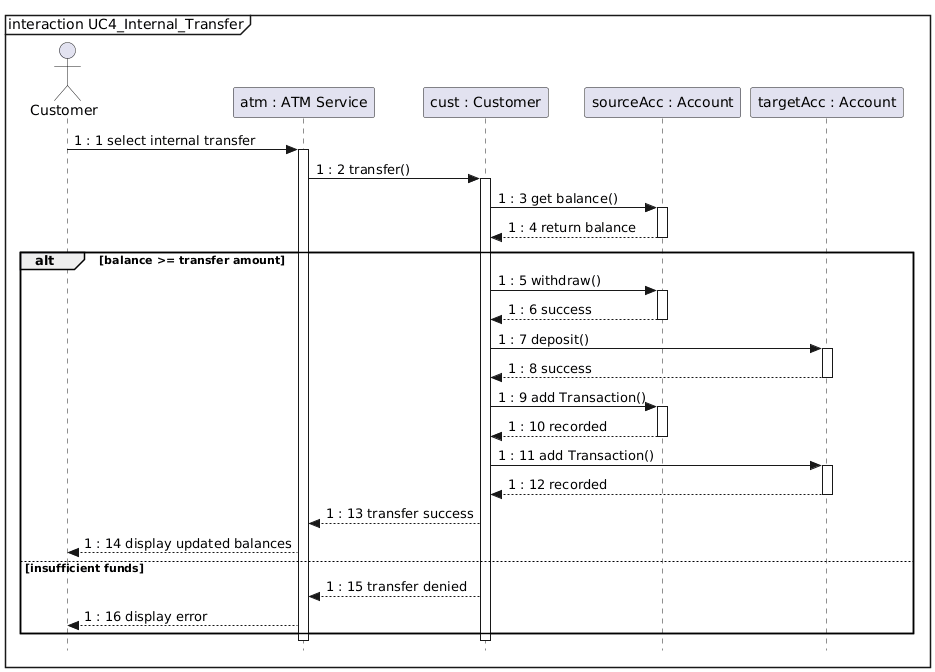 interaction UC4_Internal_Transfer
Customer
atm : ATM Service
cust : Customer
sourceAcc : Account
targetAcc : Account
1 : 1 select internal transfer
1 : 2 transfer()
1 : 3 get balance()
1 : 4 return balance
alt
[balance >= transfer amount]
1 : 5 withdraw()
1 : 6 success
1 : 7 deposit()
1 : 8 success
1 : 9 add Transaction()
1 : 10 recorded
1 : 11 add Transaction()
1 : 12 recorded
1 : 13 transfer success
1 : 14 display updated balances
[insufficient funds]
1 : 15 transfer denied
1 : 16 display error